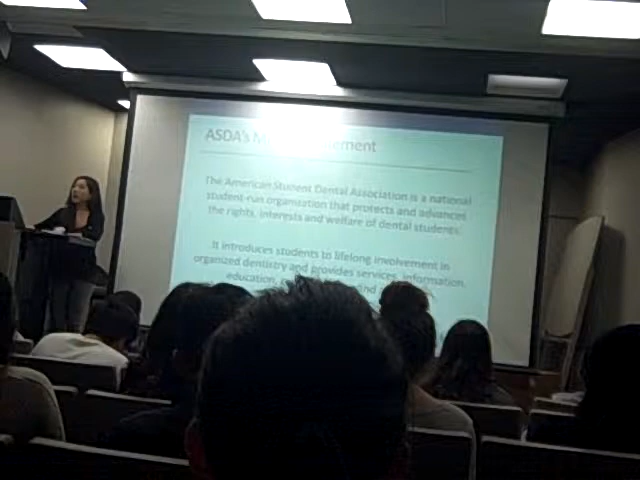 ASDA's M ement
The American Student Dental Association is a national
student-run organization that protects and advances
the rights, interests and welfare of dental students.
It introduces students to lifelong involvement in
organized dentistry and provides services, information,
education,